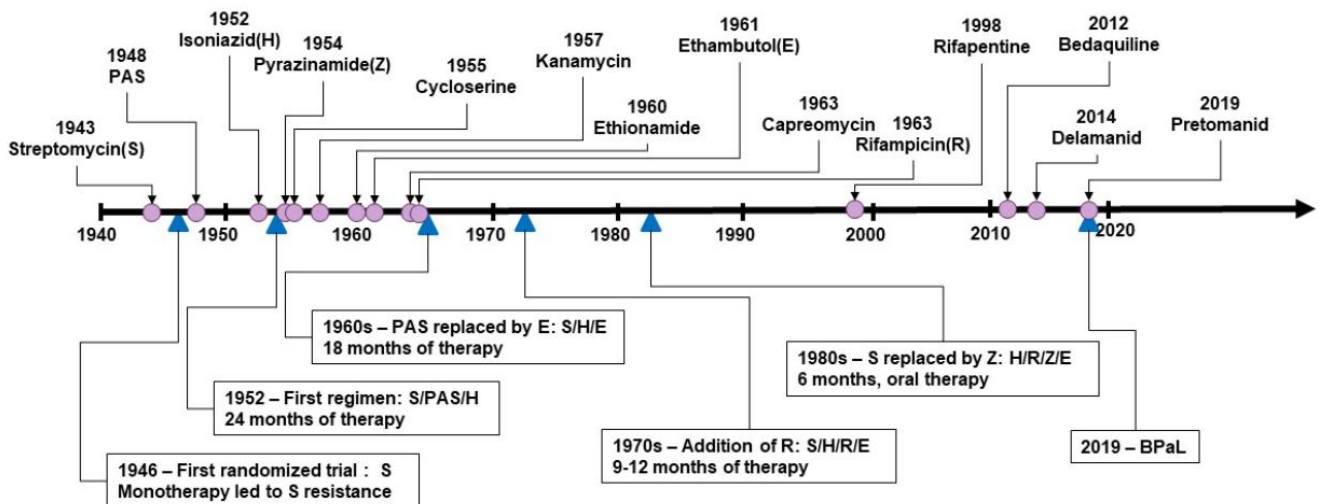 1943
Streptomycin(S)
1948
PAS
1952
Isoniazid(H)
1954
Pyrazinamide(Z)
1955
Cycloserine
1957
Kanamycin
1960
Ethionamide
1961
Ethambutol(E)
1963
Capreomycin
1963
Rifampicin(R)
1998
Rifapentine
2012
Bedaquiline
2014
Delamanid
2019
Pretomanid
1940
1950
1960
1970
1980
1990
2000
2010
2020
1960s – PAS replaced by E: S/H/E
18 months of therapy
1980s – S replaced by Z: H/R/Z/E
6 months, oral therapy
1952 – First regimen: S/PAS/H
24 months of therapy
1970s – Addition of R: S/H/R/E
9-12 months of therapy
2019 – BPaL
1946 – First randomized trial : S
Monotherapy led to S resistance